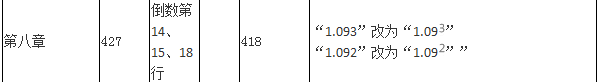 第八章 427 倒数第
14、
15、18
行 418 “1.093”改为“1.09³”
“1.092”改为“1.09²” ”